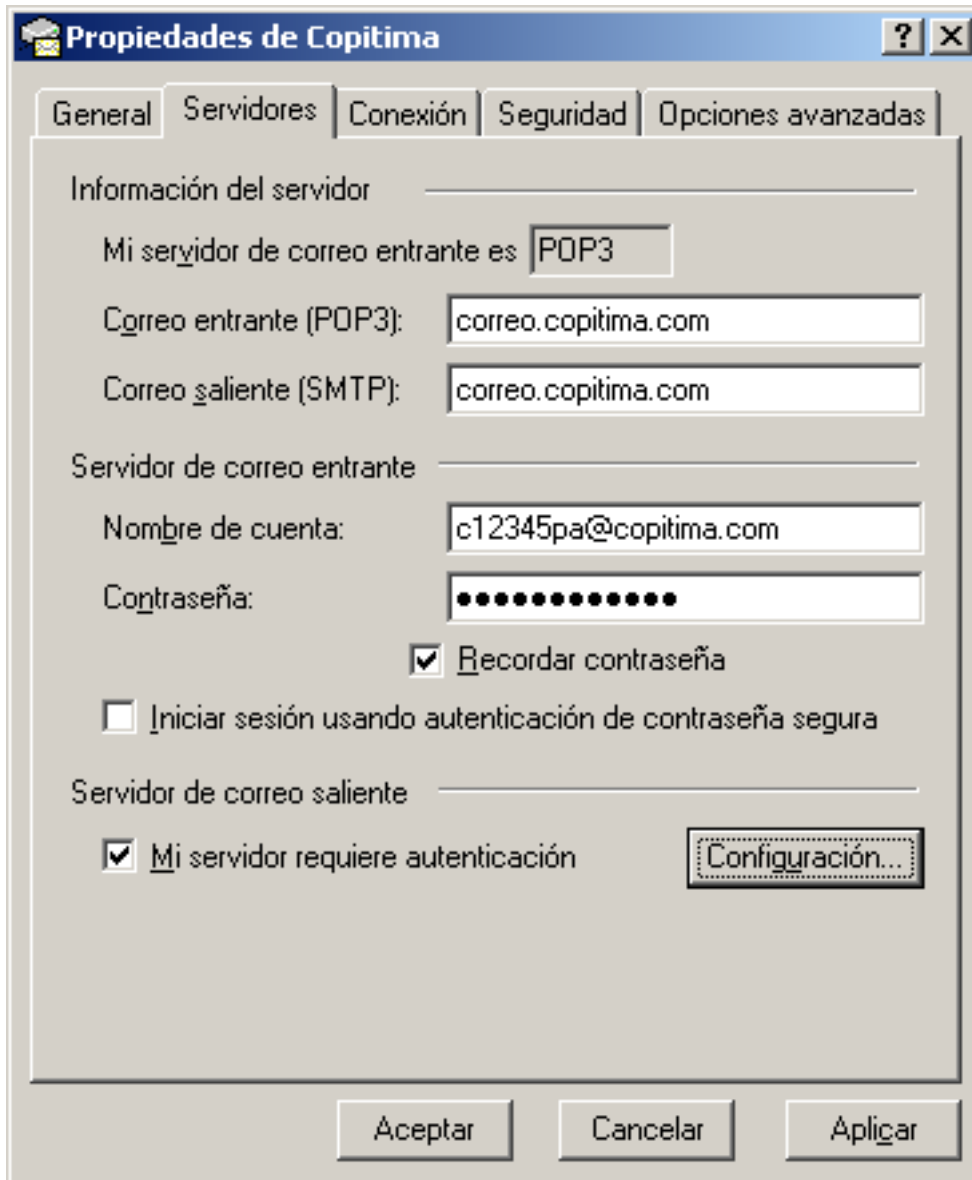 Propiedades de Copitima
General Servidores Conexión Seguridad Opciones avanzadas
Información del servidor
Mi servidor de correo entrante es POP3
Correo entrante (POP3): correo.copitima.com
Correo saliente (SMTP): correo.copitima.com
Servidor de correo entrante
Nombre de cuenta: c12345pa@copitima.com
Contraseña: ●●●●●●●●●●●●
Recordar contraseña
Iniciar sesión usando autenticación de contraseña segura
Servidor de correo saliente
Mi servidor requiere autenticación Configuración...
Aceptar Cancelar Aplicar